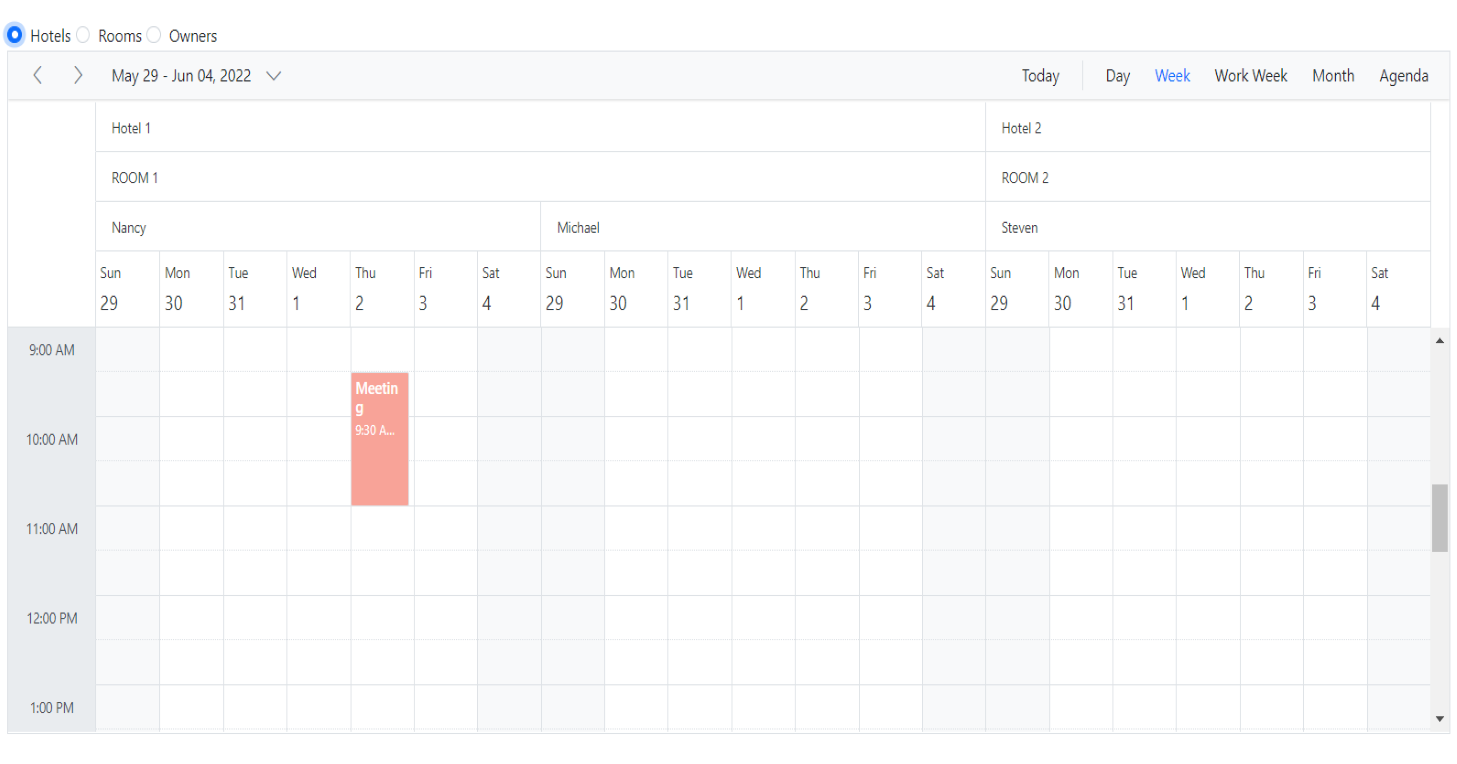 Hotels Rooms Owners
May 29 - Jun 04, 2022 Today Day Week Work Week Month Agenda
Hotel 1 Hotel 2
ROOM 1 ROOM 2
Nancy Michael Steven
Sun Mon Tue Wed Thu Fri Sat Sun Mon Tue Wed Thu Fri Sat Sun Mon Tue Wed Thu Fri Sat
29 30 31 1 2 3 4 29 30 31 1 2 3 4 29 30 31 1 2 3 4
9:00 AM
Meetin
g
9:30 A...
10:00 AM
11:00 AM
12:00 PM
1:00 PM